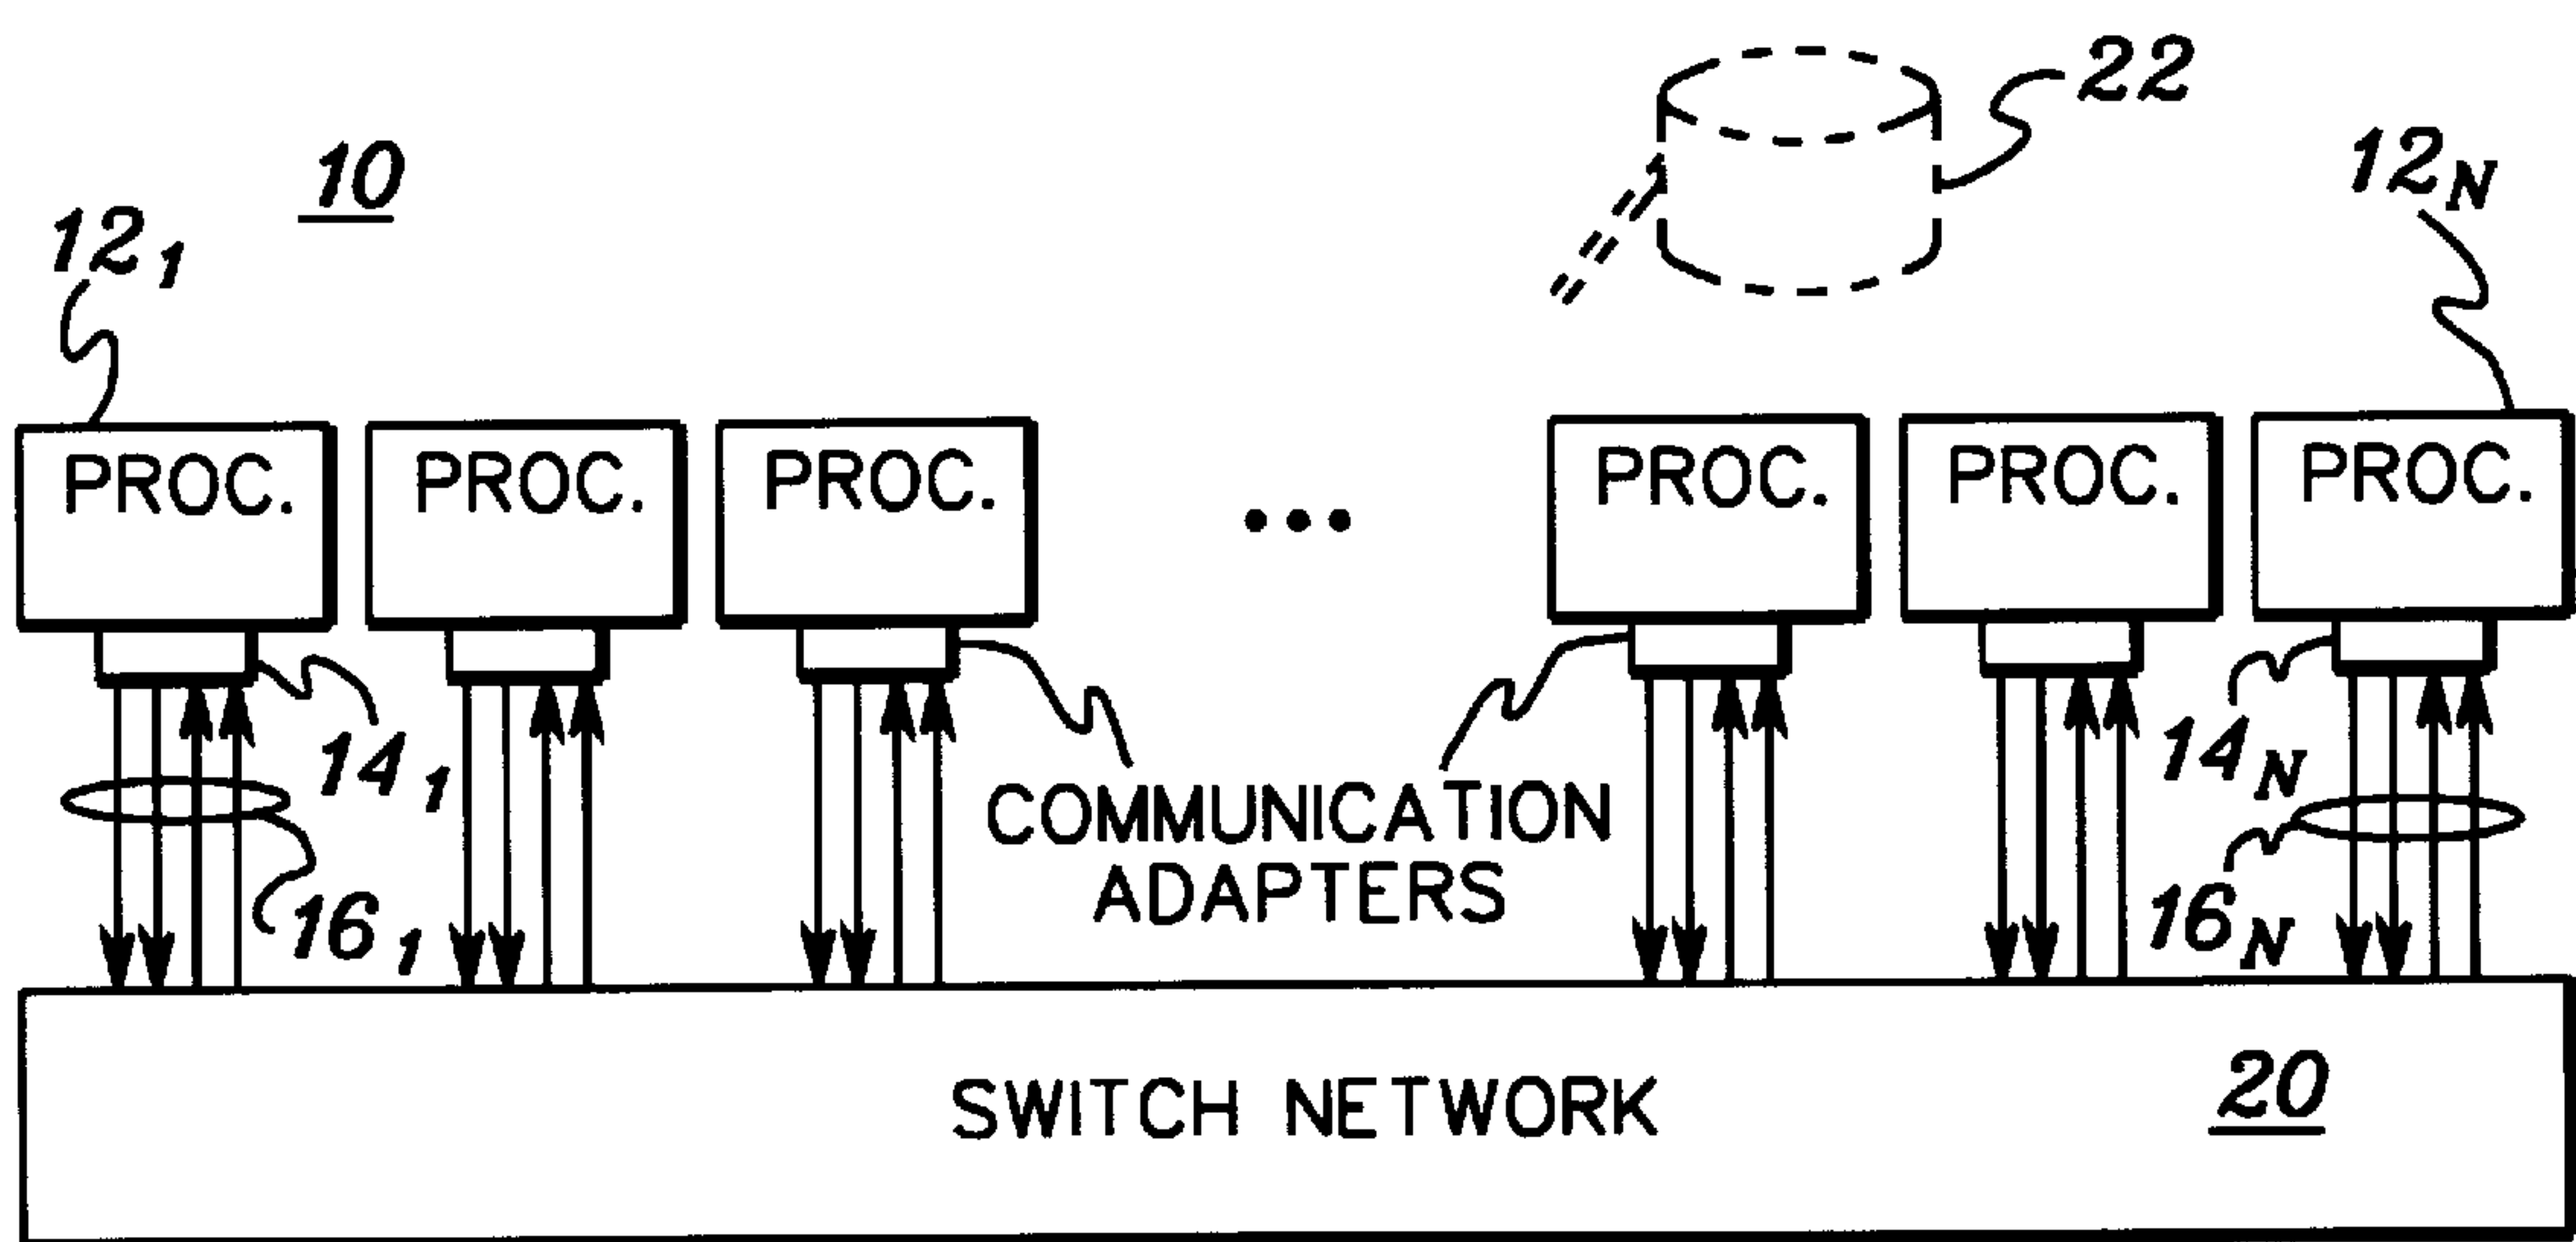 22
10
12N
121
PROC. PROC. PROC. ... PROC. PROC. PROC.
141
14N
COMMUNICATION
ADAPTERS
161
16N
SWITCH NETWORK
20